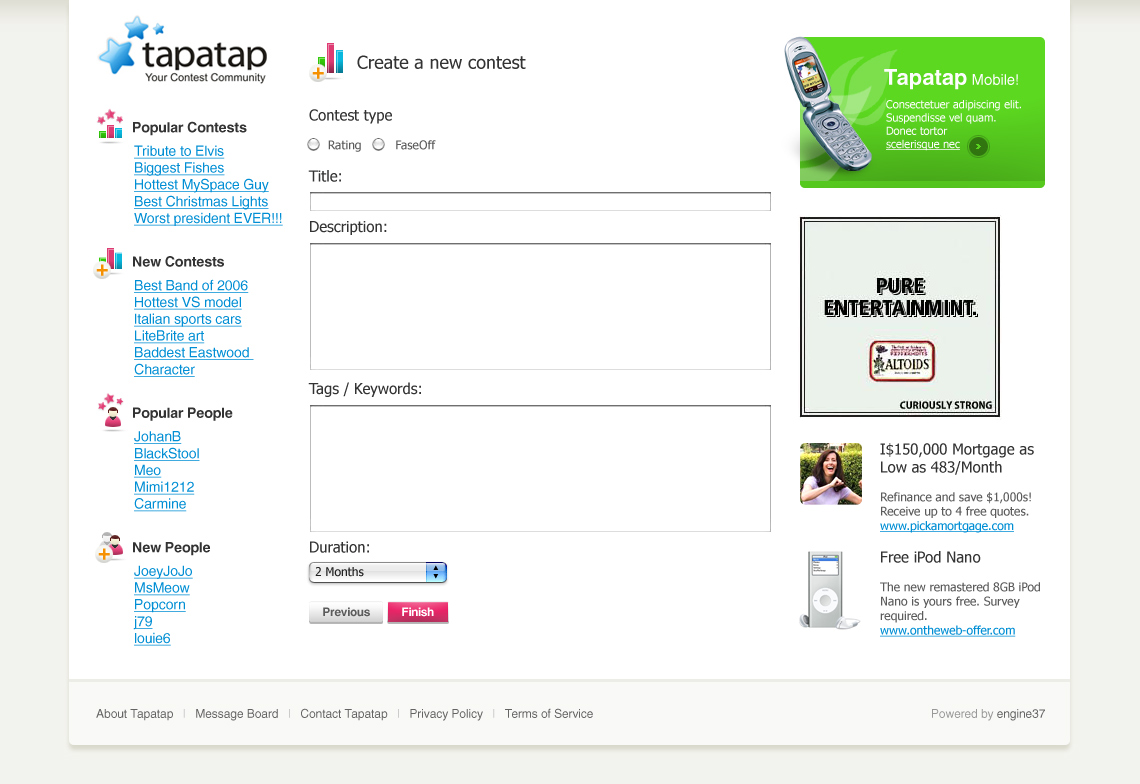 tapatap
Your Contest Community
Popular Contests
Tribute to Elvis
Biggest Fishes
Hottest MySpace Guy
Best Christmas Lights
Worst president EVER!!!
New Contests
Best Band of 2006
Hottest VS model
Italian sports cars
LiteBrite art
Baddest Eastwood
Character
Popular People
JohanB
BlackStool
Meo
Mimi1212
Carmine
New People
JoeyJoJo
MsMeow
Popcorn
j79
louie6
Create a new contest
Contest type
Rating
FaseOff
Title:
Description:
Tags / Keywords:
Duration:
2 Months
Previous
Finish
Tapatap Mobile!
Consectetuer adipiscing elit.
Suspendisse vel quam.
Donec tortor
scelerisque nec
PURE
ENTERTAINMINT.
ALTOIDS
CURIOUSLY STRONG
I$150,000 Mortgage as
Low as 483/Month
Refinance and save $1,000s!
Receive up to 4 free quotes.
www.pickamortgage.com
Free iPod Nano
The new remastered 8GB iPod
Nano is yours free. Survey
required.
www.ontheweb-offer.com
About Tapatap | Message Board | Contact Tapatap | Privacy Policy | Terms of Service
Powered by engine37